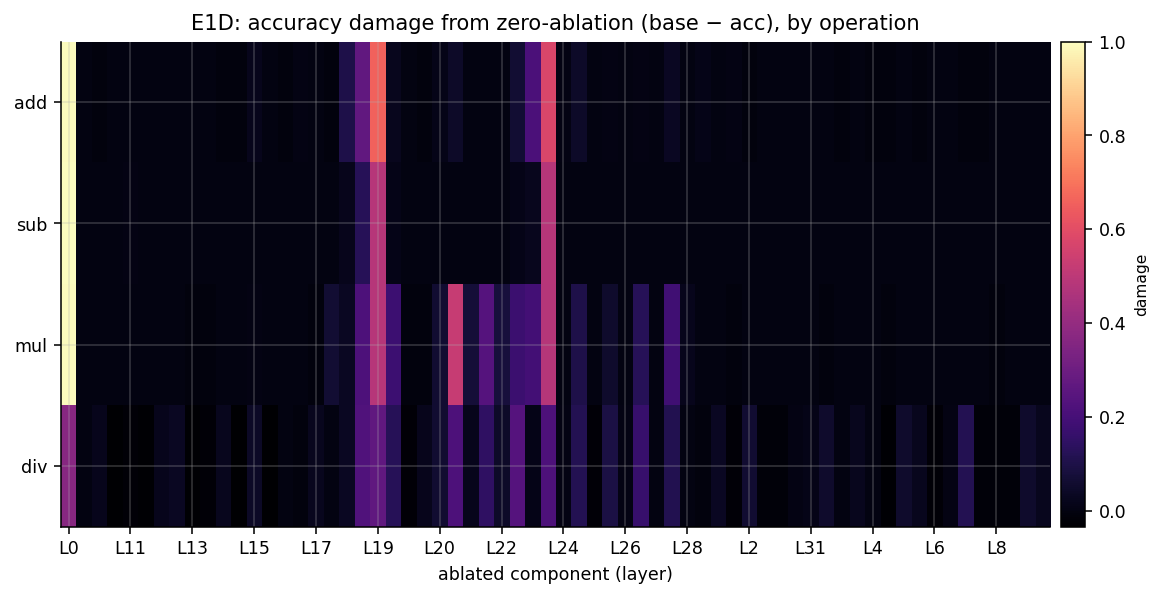 E1D: accuracy damage from zero-ablation (base − acc), by operation
add
sub
mul
div
L0 L11 L13 L15 L17 L19 L20 L22 L24 L26 L28 L2 L31 L4 L6 L8
ablated component (layer)
1.0
0.8
0.6
0.4
0.2
0.0
damage